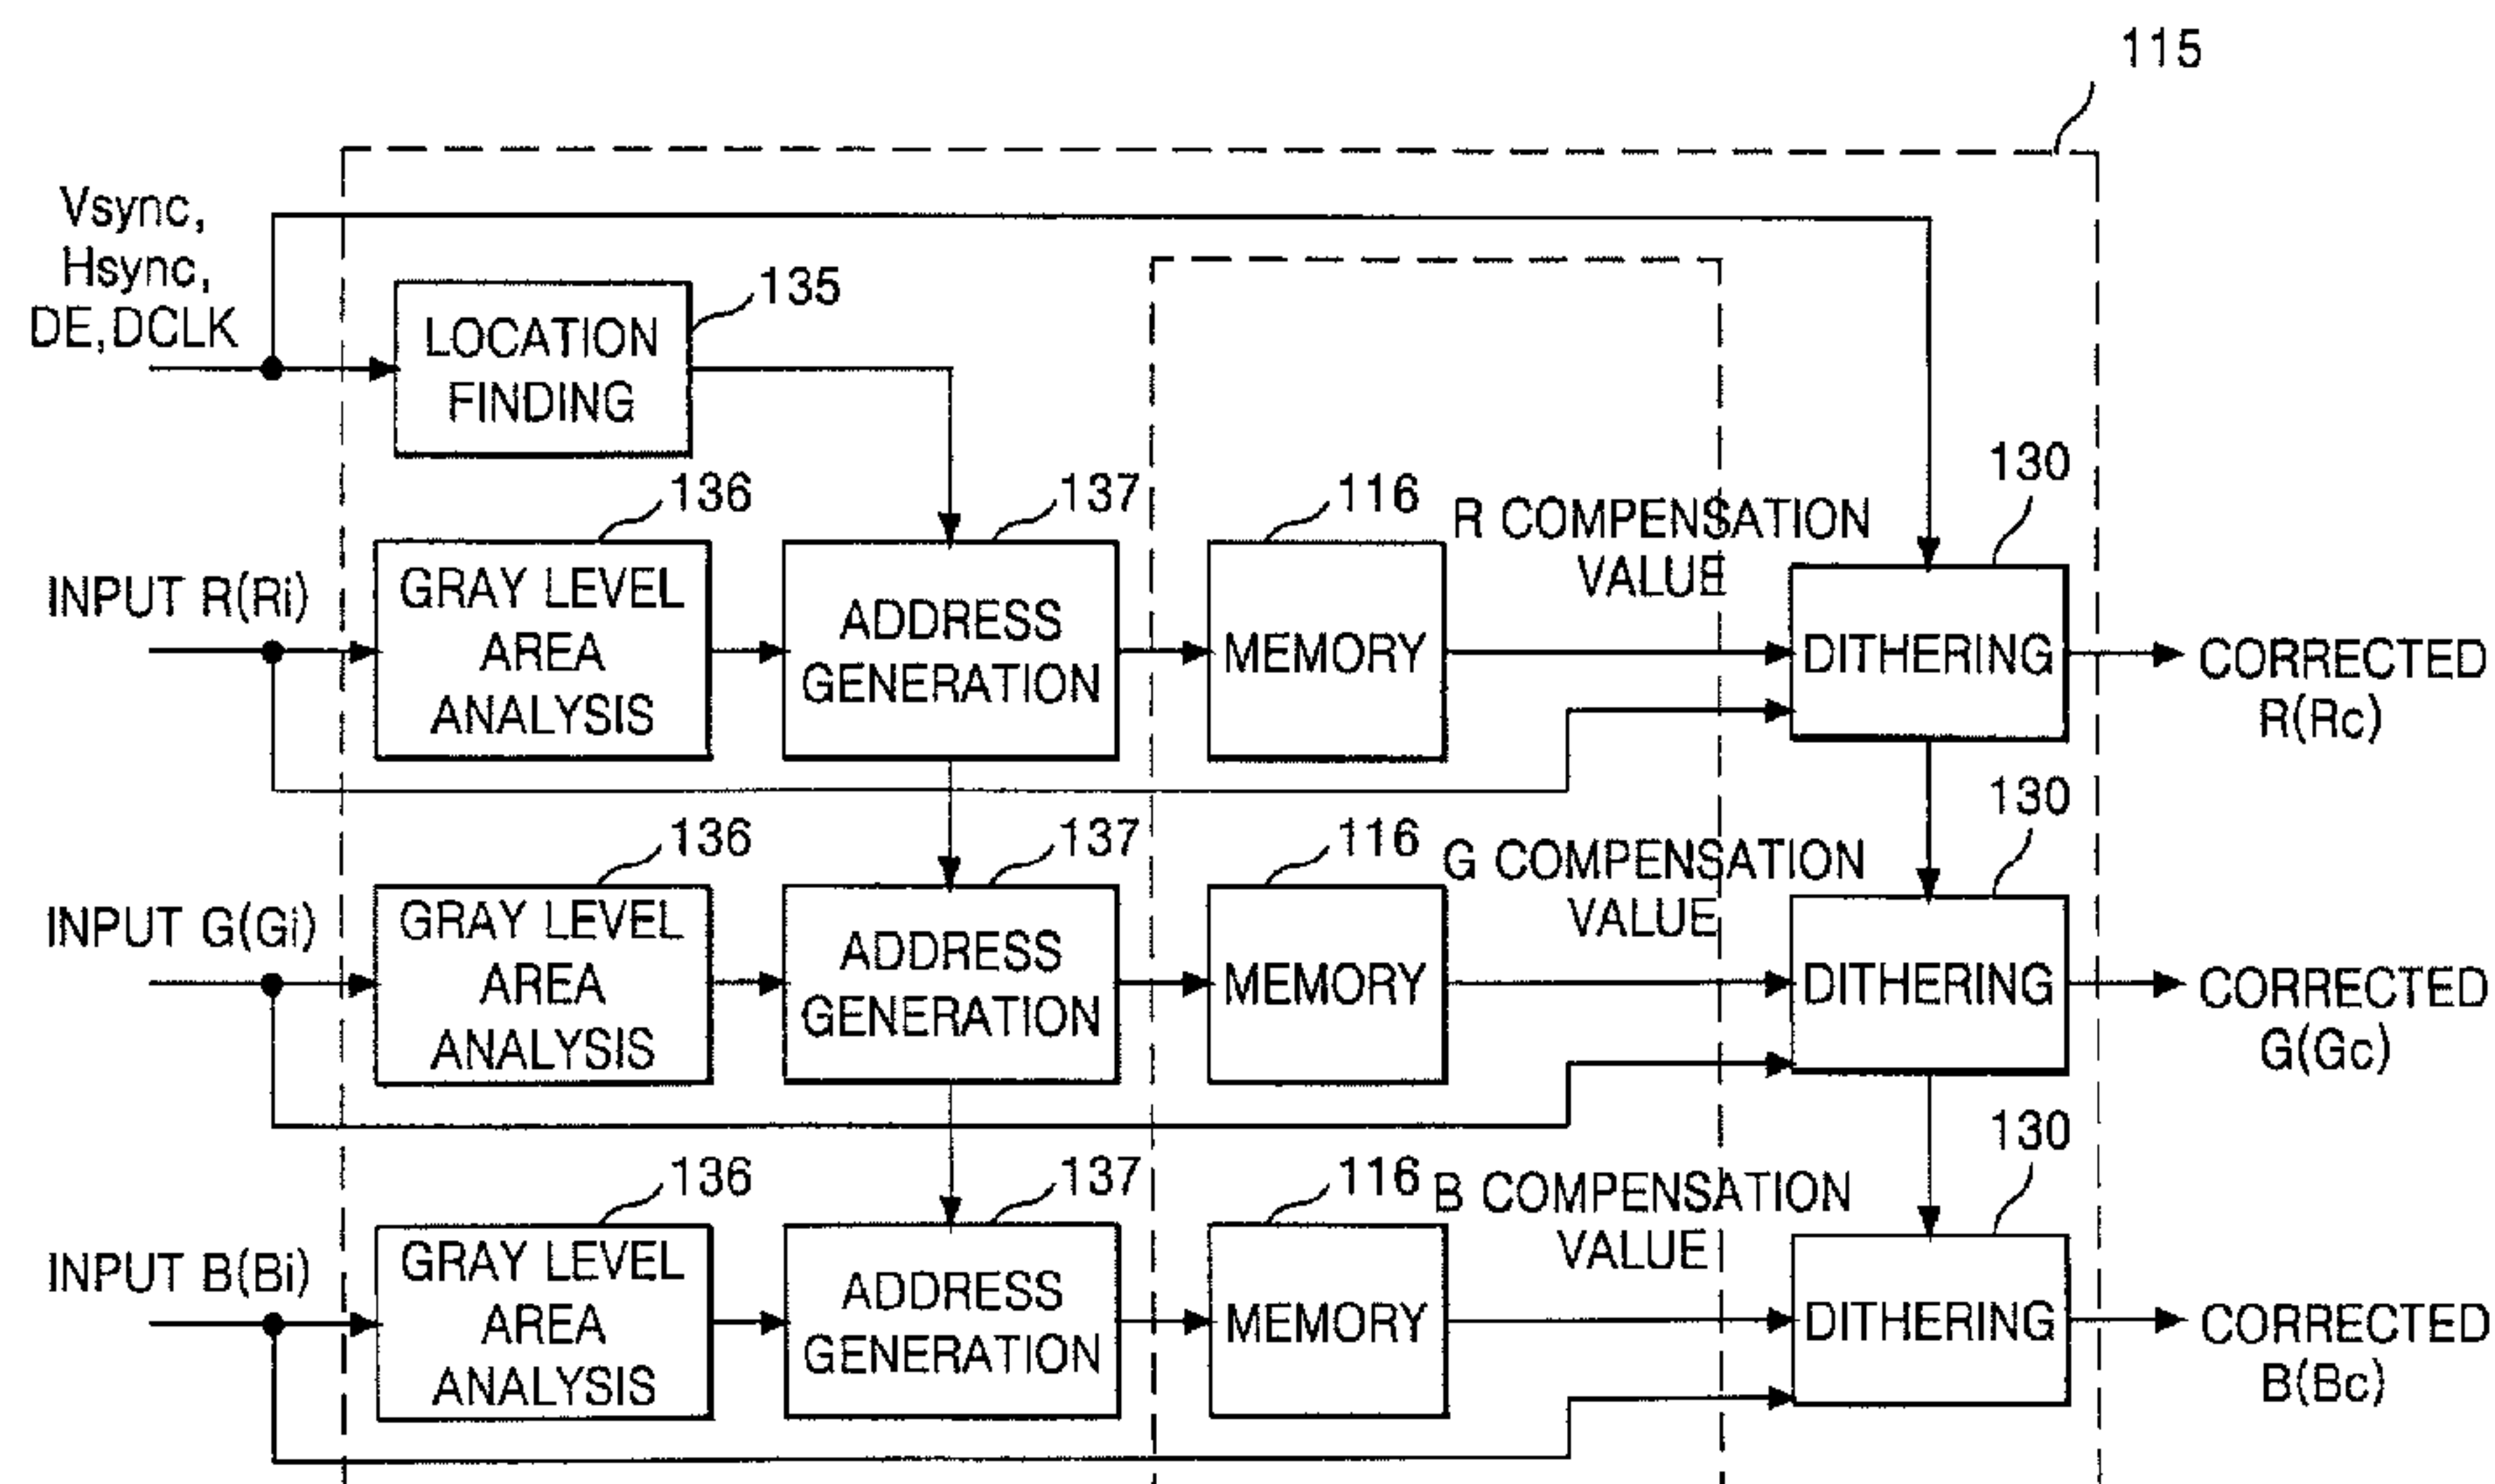 115
Vsync,
Hsync,
DE,DCLK
LOCATION
FINDING
135
136
137
116
R COMPENSATION
VALUE
130
INPUT R(Ri)
GRAY LEVEL
AREA
ANALYSIS
ADDRESS
GENERATION
MEMORY
DITHERING
CORRECTED
R(Rc)
136
137
116
G COMPENSATION
VALUE
130
INPUT G(Gi)
GRAY LEVEL
AREA
ANALYSIS
ADDRESS
GENERATION
MEMORY
DITHERING
CORRECTED
G(Gc)
136
137
116
B COMPENSATION
VALUE
130
INPUT B(Bi)
GRAY LEVEL
AREA
ANALYSIS
ADDRESS
GENERATION
MEMORY
DITHERING
CORRECTED
B(Bc)